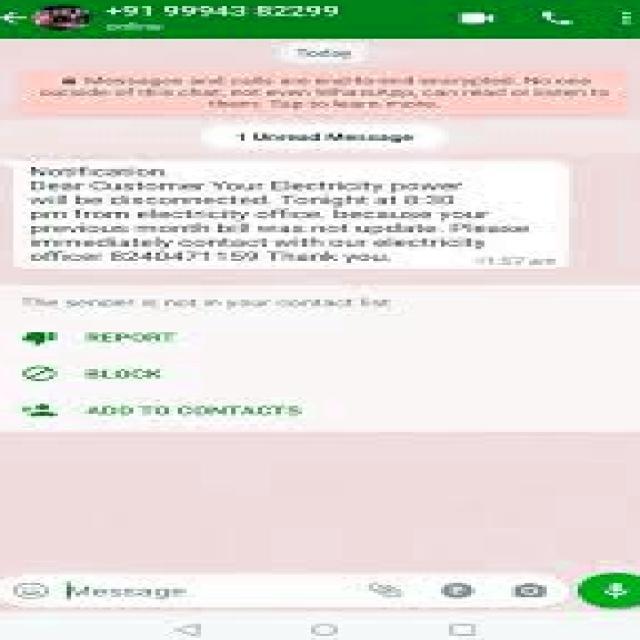 +91 99943 82299
online
Today
Messages and calls are end-to-end encrypted. No one
outside of this chat, not even WhatsApp, can read or listen to
them. Tap to learn more.
1 Unread Message
Notification.
Dear Customer Your Electricity power
will be disconnected. Tonight at 8:30
pm from electricity office. because your
previous month bill was not update. Please
immediately contact with our electricity
officer 8240471159 Thank you.
11:57 am
The sender is not in your contact list
REPORT
BLOCK
ADD TO CONTACTS
Message